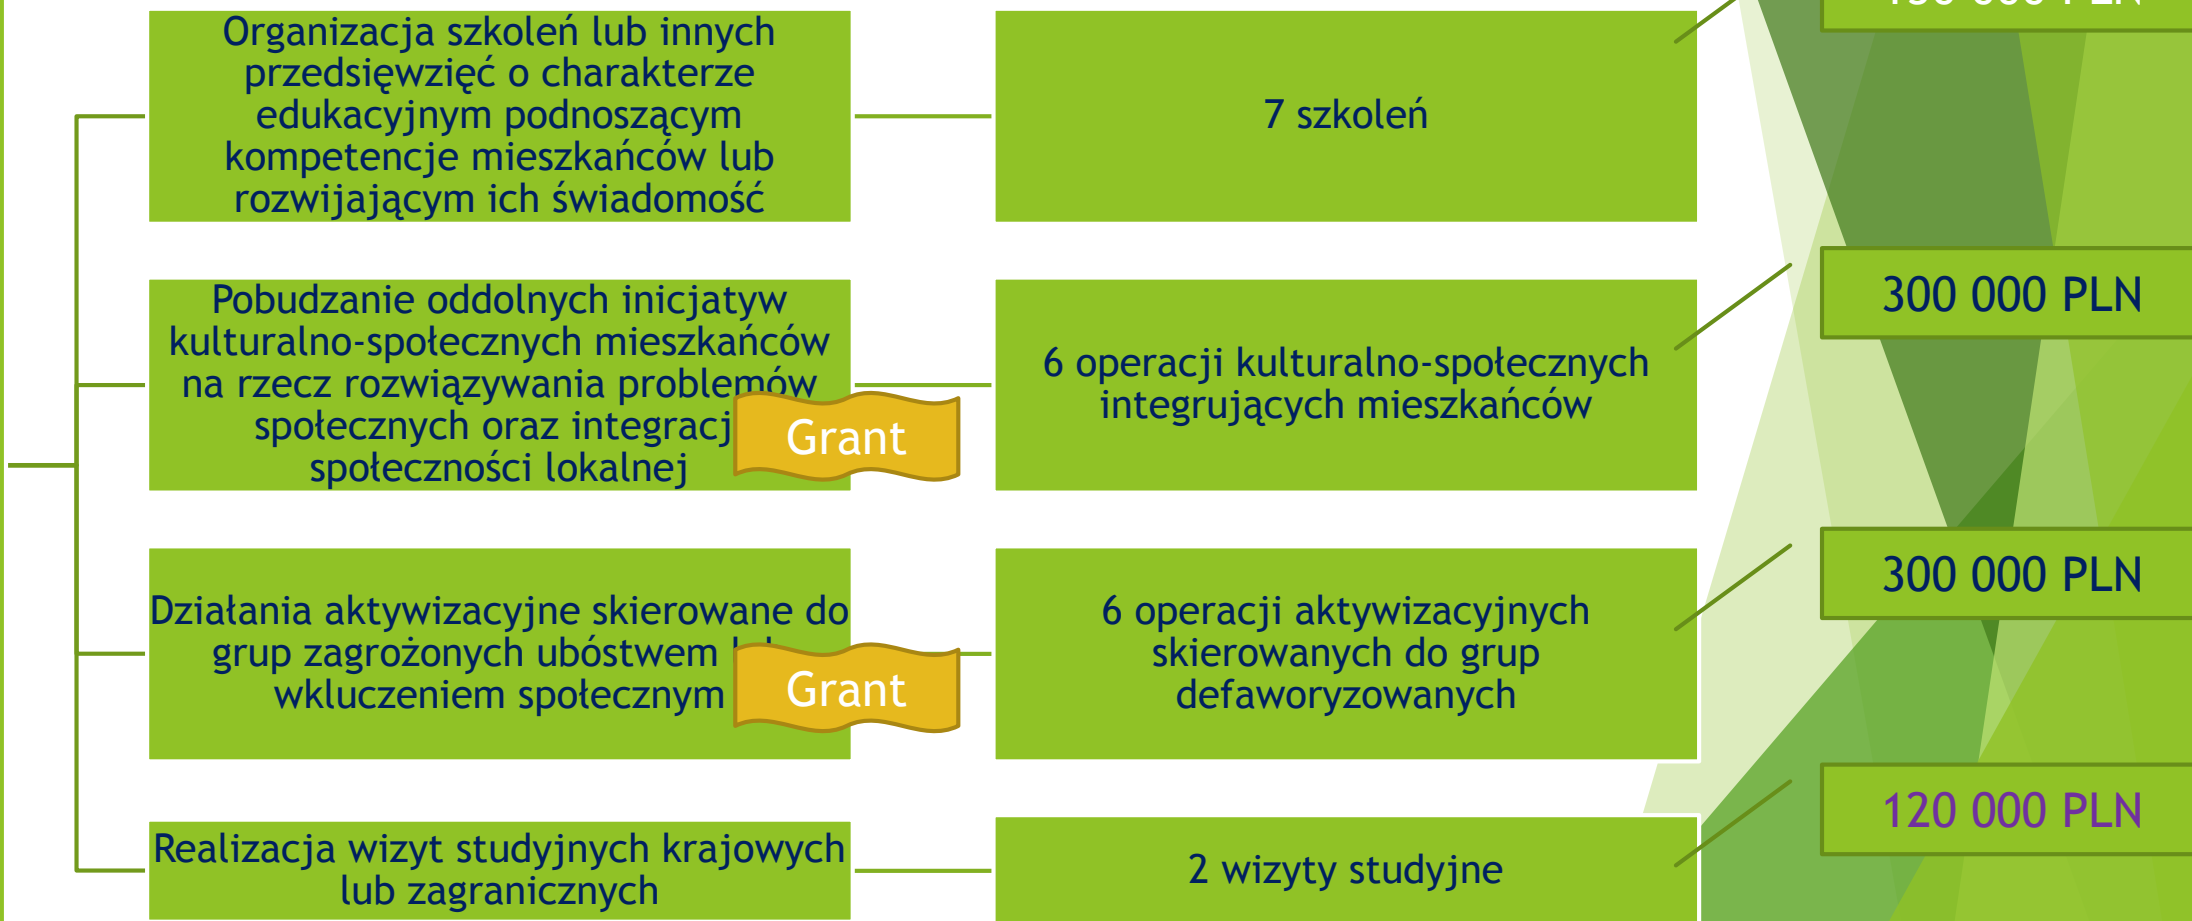 Organizacja szkoleń lub innych
przedsięwzięć o charakterze
edukacyjnym podnoszącym
kompetencje mieszkańców lub
rozwijającym ich świadomość
7 szkoleń
Pobudzanie oddolnych inicjatyw
kulturalno-społecznych mieszkańców
na rzecz rozwiązywania problemów
społecznych oraz integracj
społeczności lokalnej
Grant
6 operacji kulturalno-społecznych
integrujących mieszkańców
300 000 PLN
Działania aktywizacyjne skierowane do
grup zagrożonych ubóstwem
wkluczeniem społecznym
Grant
6 operacji aktywizacyjnych
skierowanych do grup
defaworyzowanych
300 000 PLN
Realizacja wizyt studyjnych krajowych
lub zagranicznych
2 wizyty studyjne
120 000 PLN